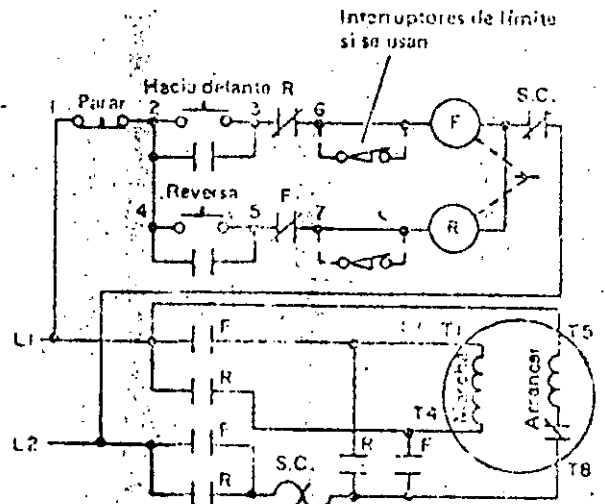 Interruptores de límite
si se usan
Hacia delante R
S.C.
1 Parar 2 3 6
F
Reversa F
4 5 7
R
L1
F
T1 T5
R
Marcha
Arrancar
T4
L2
F
R F
S.C.
R
T8